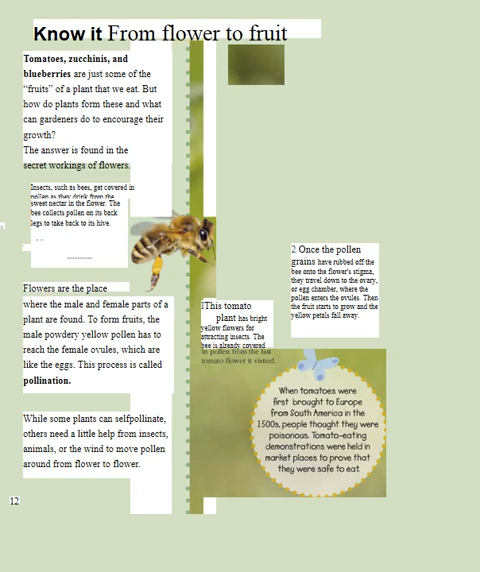 Know it From flower to fruit
Tomatoes, zucchinis, and
blueberries are just some of the
“fruits” of a plant that we eat. But
how do plants form these and what
can gardeners do to encourage their
growth?
The answer is found in the
secret workings of flowers.
Insects, such as bees, get covered in
pollen as they drink from the
sweet nectar in the flower. The
bee collects pollen on its back
legs to take back to its hive.
Flowers are the place
where the male and female parts of a
plant are found. To form fruits, the
male powdery yellow pollen has to
reach the female ovules, which are
like the eggs. This process is called
pollination.
While some plants can selfpollinate,
others need a little help from insects,
animals, or the wind to move pollen
around from flower to flower.
1This tomato
plant has bright
yellow flowers for
attracting insects. The
bee is already covered
in pollen from the last
tomato flower it visited.
2 Once the pollen
grains have rubbed off the
bee onto the flower's stigma,
they travel down to the ovary,
or egg chamber, where the
pollen enters the ovules. Then
the fruit starts to grow and the
yellow petals fall away.
When tomatoes were
first brought to Europe
from South America in the
1500s, people thought they were
poisonous. Tomato-eating
demonstrations were held in
market places to prove that
they were safe to eat
12